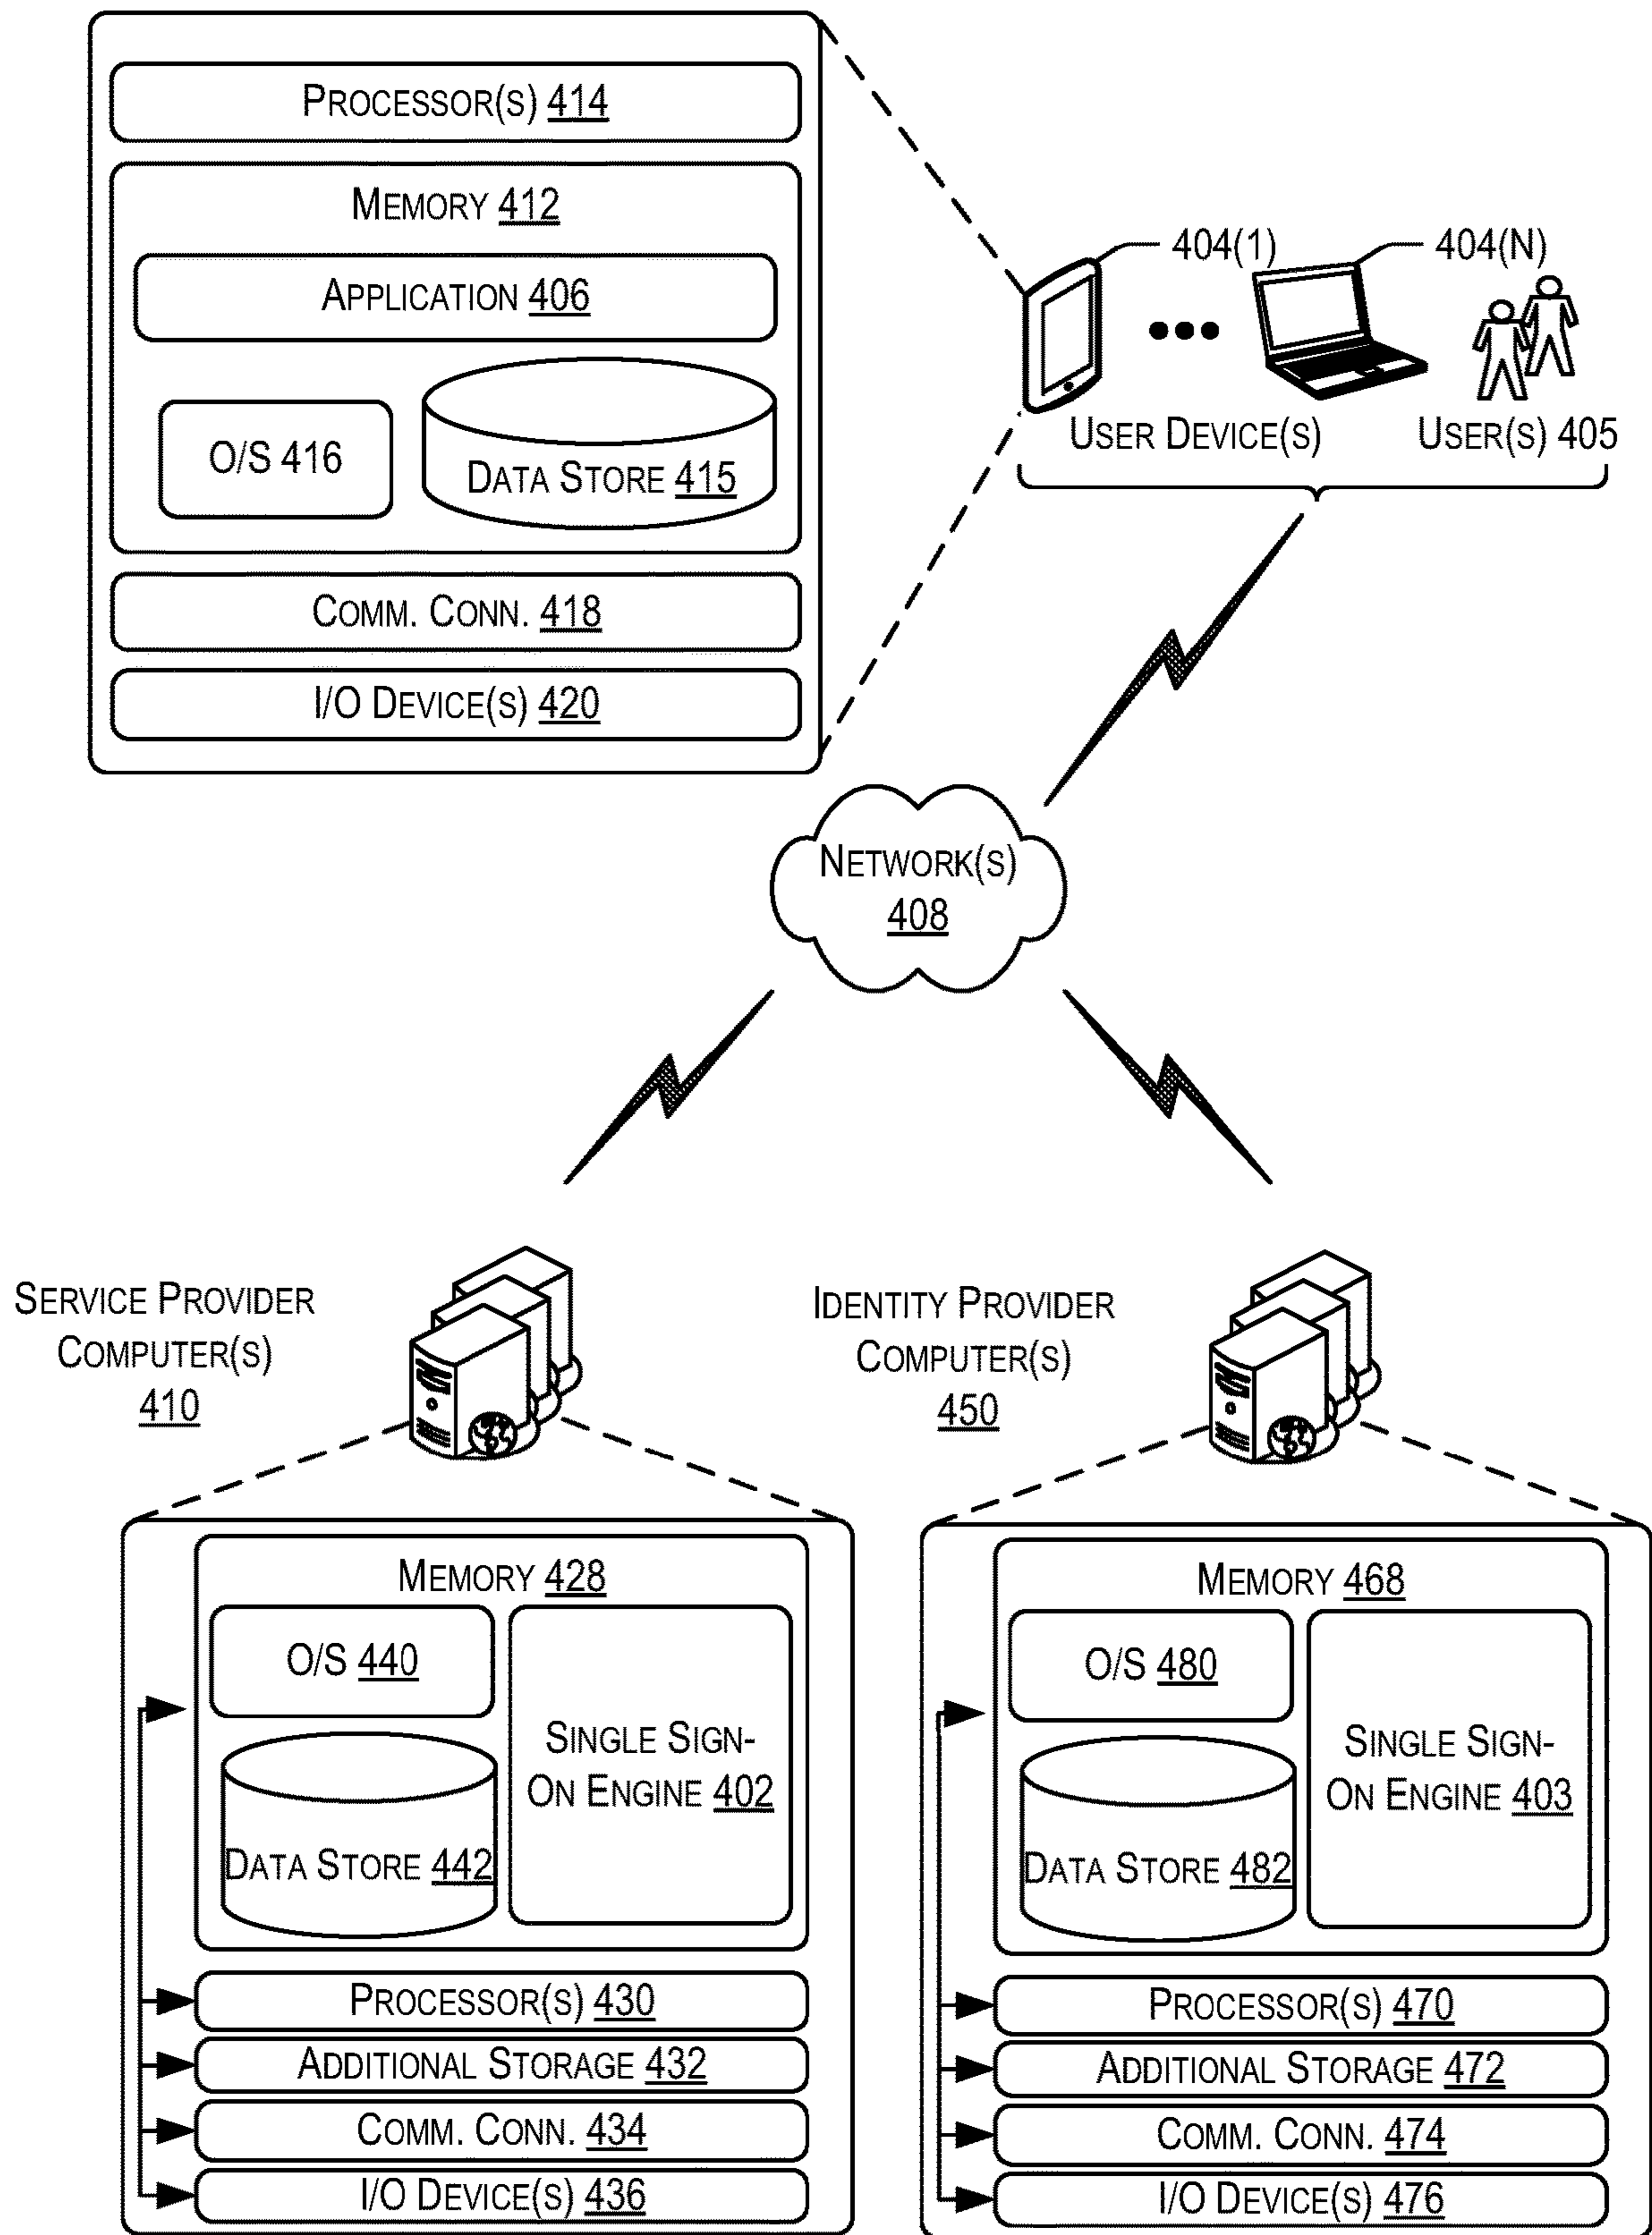 PROCESSOR(S) 414
MEMORY 412
APPLICATION 406
O/S 416
DATA STORE 415
COMM. CONN. 418
I/O DEVICE(S) 420
404(1)
404(N)
USER DEVICE(S)
USER(S) 405
NETWORK(S)
408
SERVICE PROVIDER
COMPUTER(S)
410
IDENTITY PROVIDER
COMPUTER(S)
450
MEMORY 428
O/S 440
DATA STORE 442
SINGLE SIGN-
ON ENGINE 402
PROCESSOR(S) 430
ADDITIONAL STORAGE 432
COMM. CONN. 434
I/O DEVICE(S) 436
MEMORY 468
O/S 480
DATA STORE 482
SINGLE SIGN-
ON ENGINE 403
PROCESSOR(S) 470
ADDITIONAL STORAGE 472
COMM. CONN. 474
I/O DEVICE(S) 476